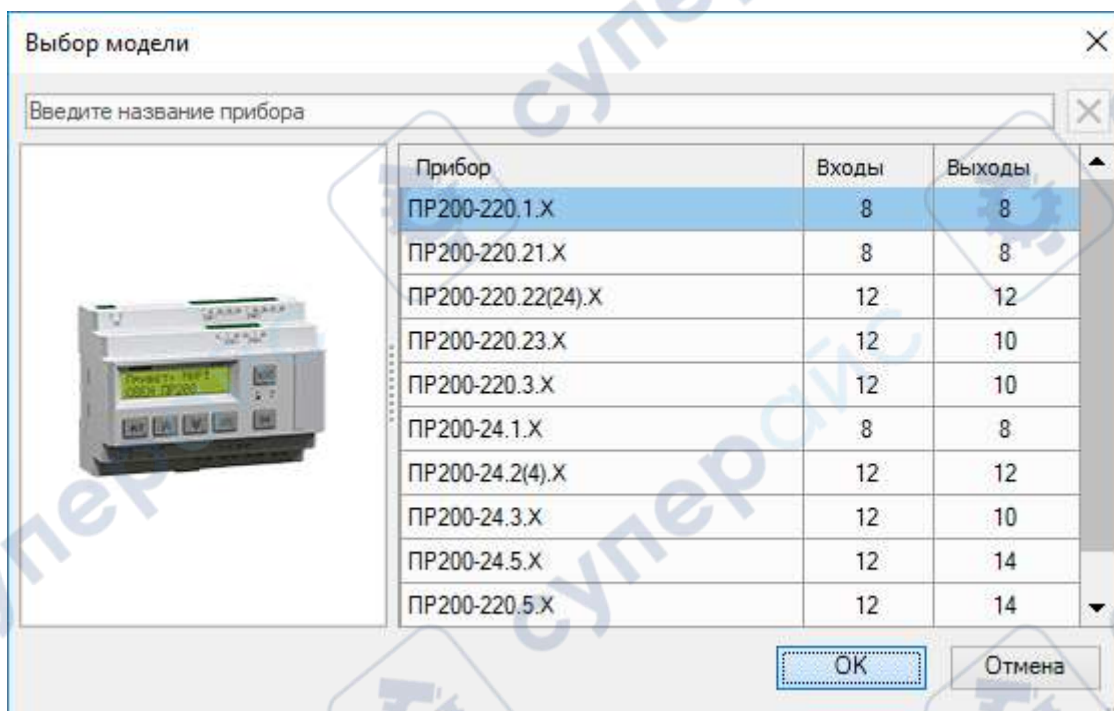 Выбор модели
Введите название прибора
Прибор Входы Выходы
ПР200-220.1.X 8 8
ПР200-220.21.X 8 8
ПР200-220.22(24).X 12 12
ПР200-220.23.X 12 10
ПР200-220.3.X 12 10
ПР200-24.1.X 8 8
ПР200-24.2(4).X 12 12
ПР200-24.3.X 12 10
ПР200-24.5.X 12 14
ПР200-220.5.X 12 14
ОК Отмена
суперайс